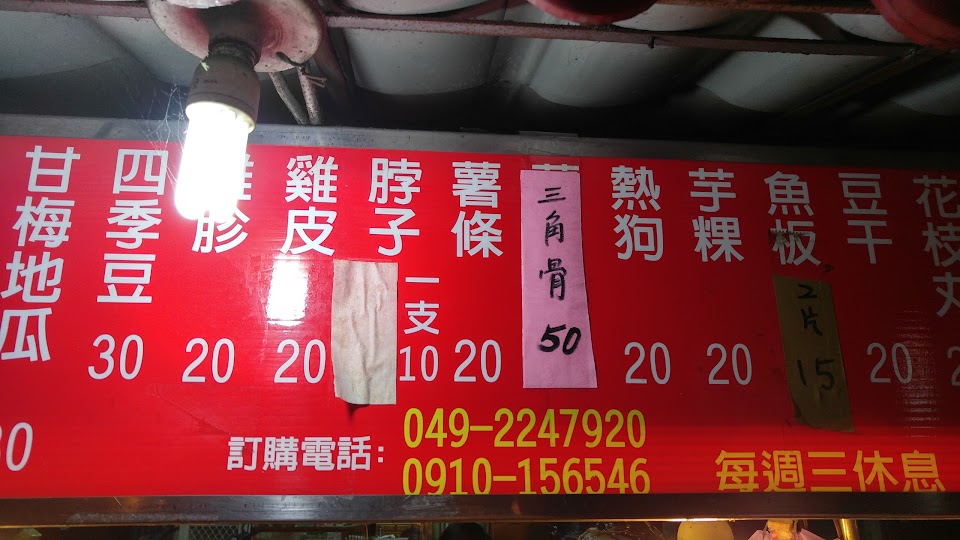 甘梅地瓜
四季豆 30
胗 20
雞皮 20
脖子 一支 10
薯條 20
三角骨 50
熱狗 20
芋粿 20
魚板 2片 15
豆干 20
花枝丸
訂購電話: 049-2247920
0910-156546
每週三休息